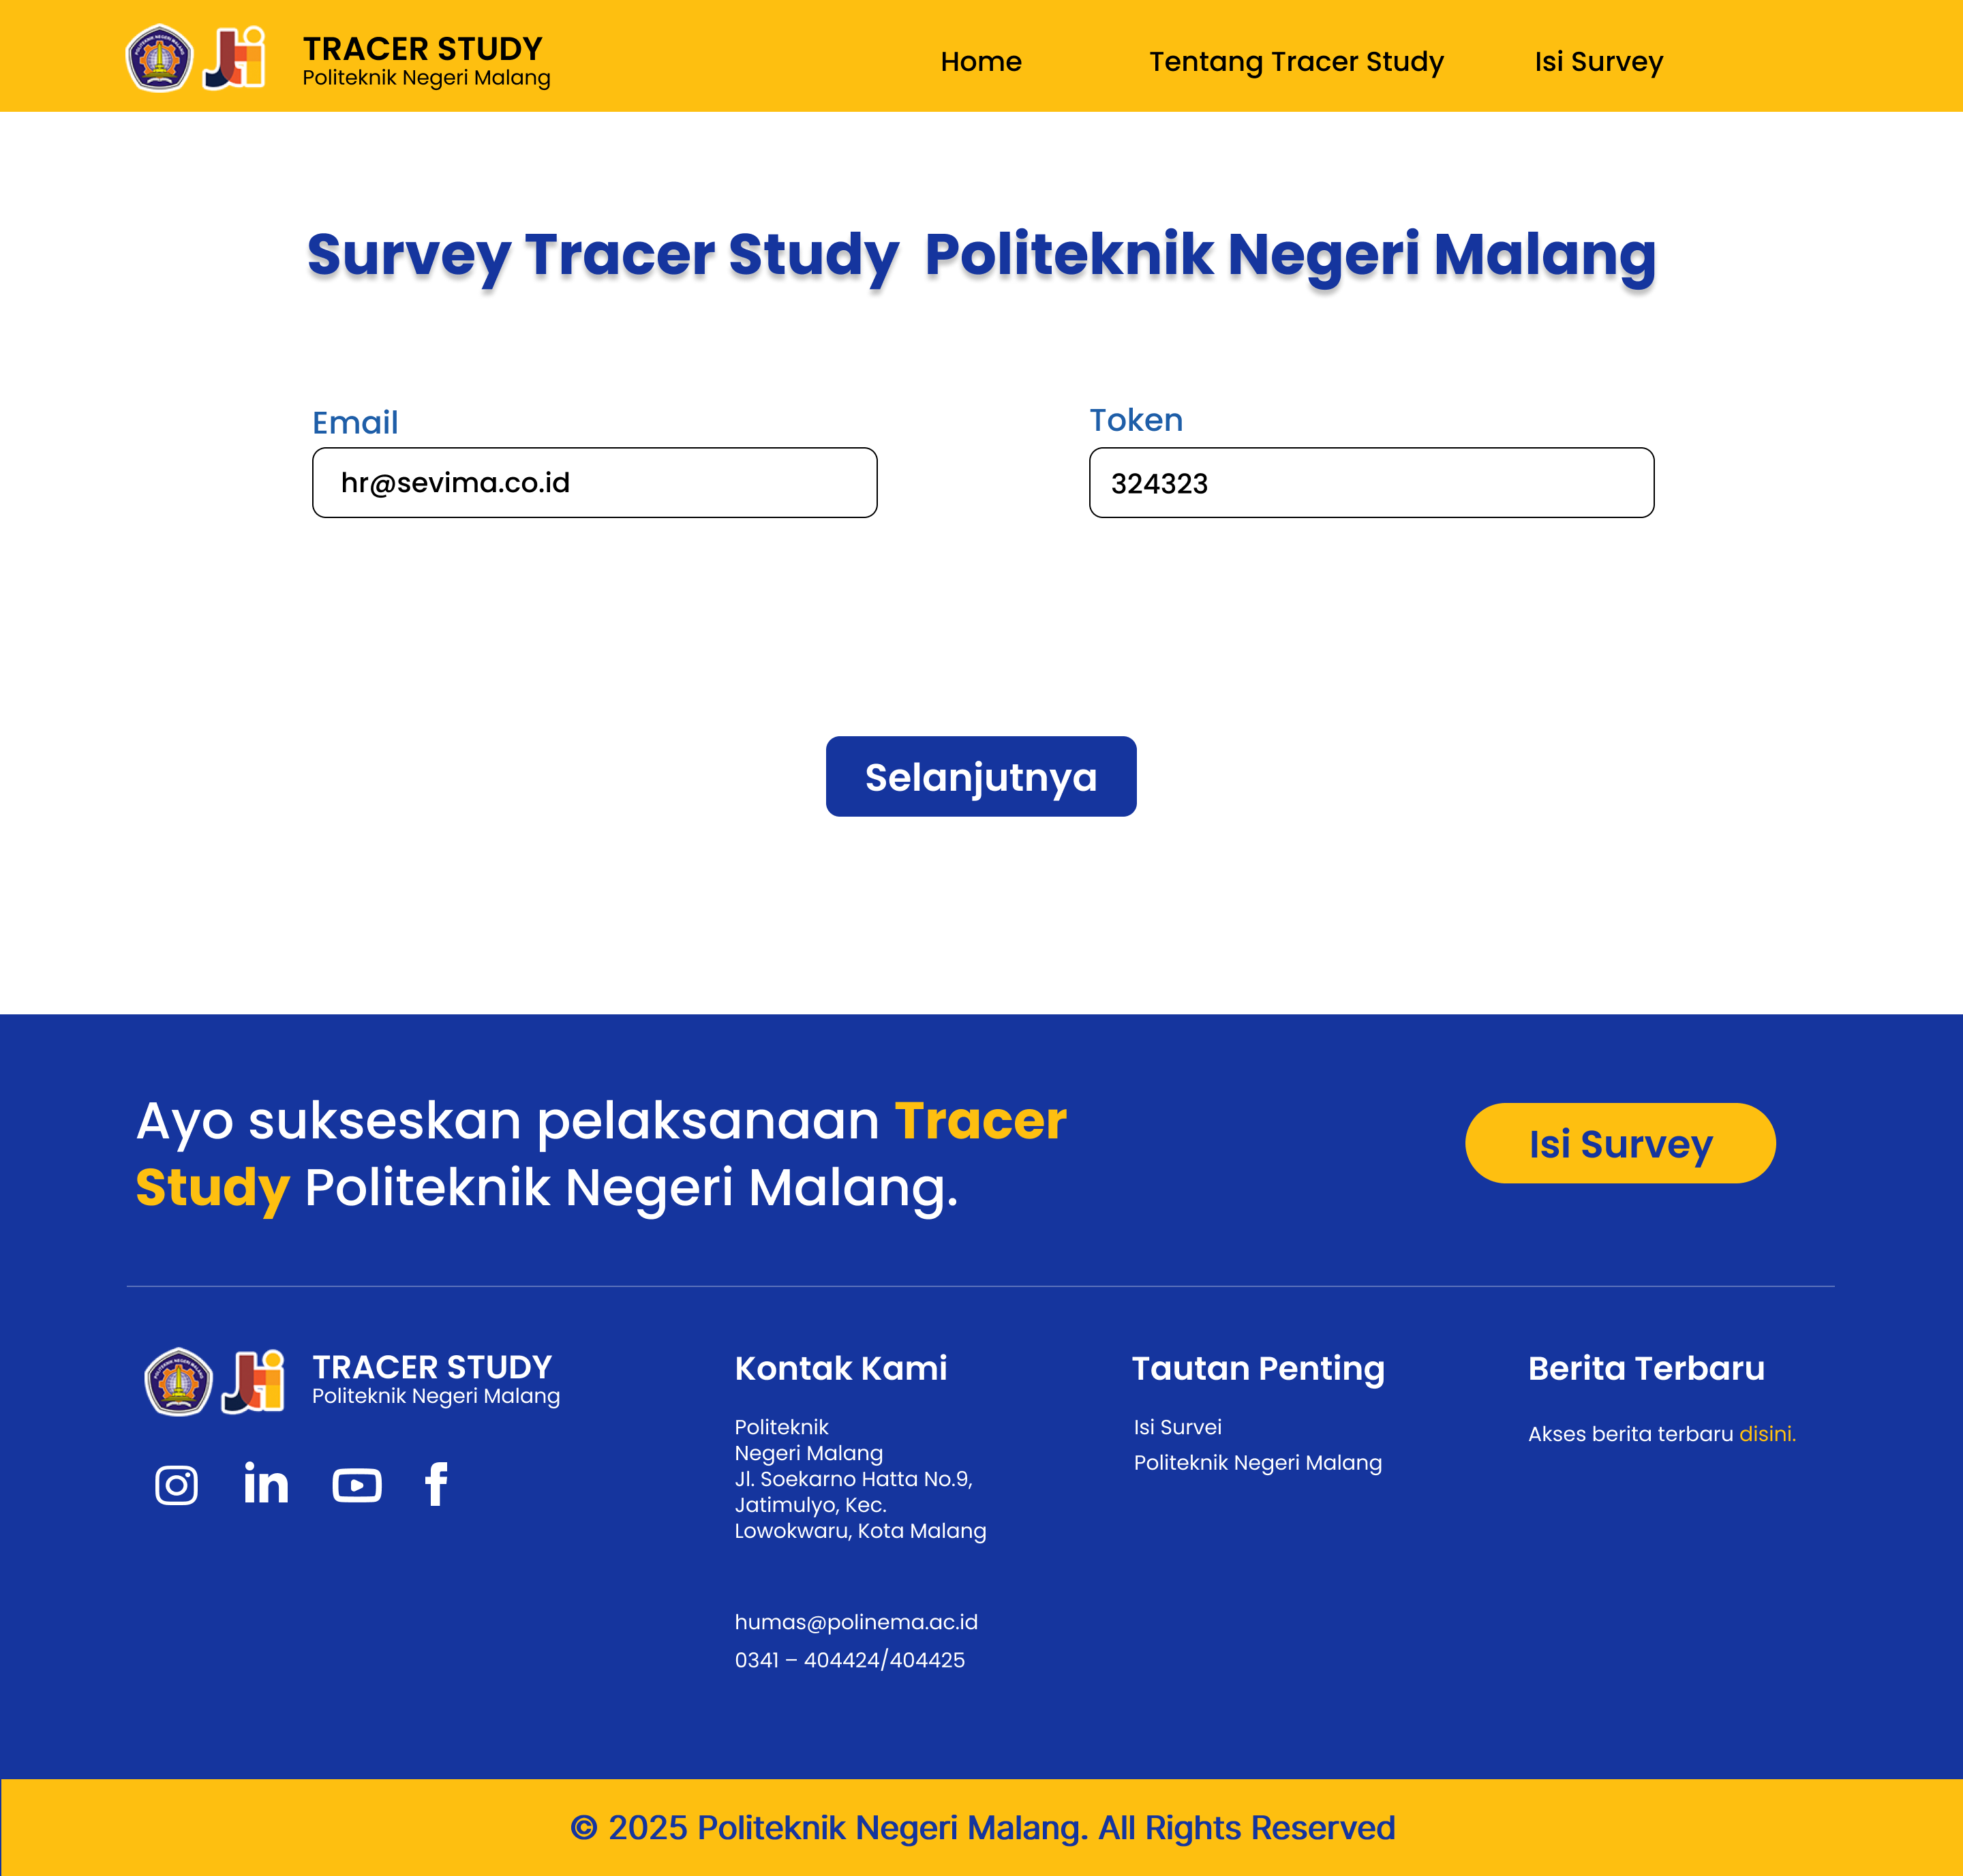 TRACER STUDY
Politeknik Negeri Malang
Home
Tentang Tracer Study
Isi Survey
Survey Tracer Study Politeknik Negeri Malang
Email
Token
hr@sevima.co.id
324323
Selanjutnya
Ayo sukseskan pelaksanaan Tracer
Study Politeknik Negeri Malang.
Isi Survey
POLITEKNIK NEGERI MALANG
TRACER STUDY
Politeknik Negeri Malang
Kontak Kami
Politeknik
Negeri Malang
Jl. Soekarno Hatta No.9,
Jatimulyo, Kec.
Lowokwaru, Kota Malang
humas@polinema.ac.id
0341 – 404424/404425
Tautan Penting
Isi Survei
Politeknik Negeri Malang
Berita Terbaru
Akses berita terbaru disini.
© 2025 Politeknik Negeri Malang. All Rights Reserved